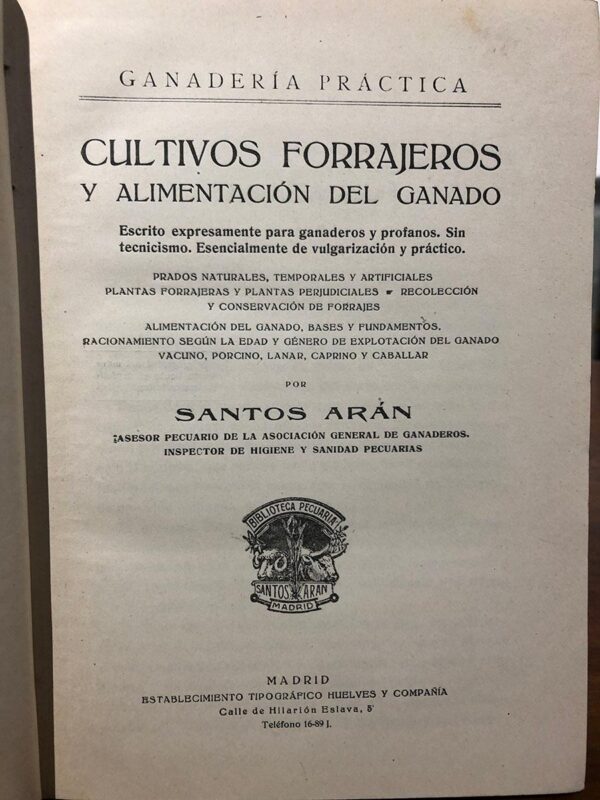 GANADERÍA PRÁCTICA
CULTIVOS FORRAJEROS
Y ALIMENTACIÓN DEL GANADO
Escrito expresamente para ganaderos y profanos. Sin
tecnicismo. Esencialmente de vulgarización y práctico.
PRADOS NATURALES, TEMPORALES Y ARTIFICIALES
PLANTAS FORRAJERAS Y PLANTAS PERJUDICIALES ☛ RECOLECCIÓN
Y CONSERVACIÓN DE FORRAJES
ALIMENTACIÓN DEL GANADO, BASES Y FUNDAMENTOS.
RACIONAMIENTO SEGÚN LA EDAD Y GÉNERO DE EXPLOTACIÓN DEL GANADO
VACUNO, PORCINO, LANAR, CAPRINO Y CABALLAR
POR
SANTOS ARÁN
ASESOR PECUARIO DE LA ASOCIACIÓN GENERAL DE GANADEROS.
INSPECTOR DE HIGIENE Y SANIDAD PECUARIAS
BIBLIOTECA PECUARIA
SANTOS ARAN
MADRID
MADRID
ESTABLECIMIENTO TIPOGRÁFICO HUELVES Y COMPAÑÍA
Calle de Hilarión Eslava, 5
Teléfono 16-89 J.